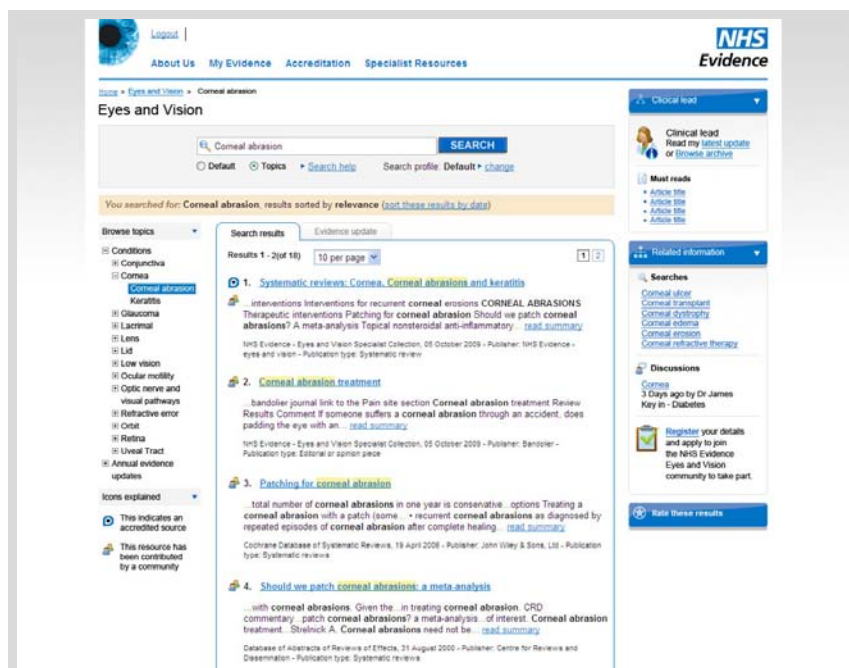 Logout
NHS
Evidence
About Us My Evidence Accreditation Specialist Resources
Home » Eyes and Vision » Corneal abrasion
Eyes and Vision
Corneal abrasion SEARCH
Default Topics Search help Search profile: Default change
You searched for: Corneal abrasion, results sorted by relevance (sort these results by date)
Browse topics
Conditions
Conjunctiva
Cornea
Corneal abrasion
Keratitis
Glaucoma
Lacrimal
Lens
Lid
Low vision
Ocular motility
Optic nerve and
visual pathways
Refractive error
Orbit
Retina
Uveal Tract
Annual evidence
updates
Icons explained
This indicates an
accredited source
This resource has
been contributed
by a community
Search results Evidence update
Results 1 - 2(of 18) 10 per page 1 2
1. Systematic reviews: Cornea, Corneal abrasions and keratitis
...interventions Interventions for recurrent corneal erosions CORNEAL ABRASIONS
Therapeutic interventions Patching for corneal abrasion Should we patch corneal
abrasions? A meta-analysis Topical nonsteroidal anti-inflammatory... read summary
NHS Evidence - Eyes and Vision Specialist Collection, 05 October 2009 - Publisher: NHS Evidence -
eyes and vision - Publication type: Systematic review
2. Corneal abrasion treatment
...bandolier journal link to the Pain site section Corneal abrasion treatment Review
Results Comment If someone suffers a corneal abrasion through an accident, does
padding the eye with an... read summary
NHS Evidence - Eyes and Vision Specialist Collection, 05 October 2009 - Publisher: Bandolier -
Publication type: Editorial or opinion piece
3. Patching for corneal abrasion
...total number of corneal abrasions in one year is conservative...options Treating a
corneal abrasion with a patch (some... • recurrent corneal abrasions as diagnosed by
repeated episodes of corneal abrasion after complete healing... read summary
Cochrane Database of Systematic Reviews, 19 April 2006 - Publisher: John Wiley & Sons, Ltd - Publication
type: Systematic reviews
4. Should we patch corneal abrasions: a meta-analysis
...with corneal abrasions. Given the...in treating corneal abrasion. CRD
commentary...patch corneal abrasions? a meta-analysis...of interest. Corneal abrasion
treatment...Strelnick A. Corneal abrasions need not be... read summary
Database of Abstracts of Reviews of Effects, 31 August 2000 - Publisher: Centre for Reviews and
Dissemination - Publication type: Systematic reviews
Clinical lead
Clinical lead
Read my latest update
or Browse archive
Must reads
Article title
Article title
Article title
Article title
Related information
Searches
Corneal ulcer
Corneal transplant
Corneal dystrophy
Corneal edema
Corneal erosion
Corneal refractive therapy
Discussions
Cornea
3 Days ago by Dr James
Key in - Diabetes
Register your details
and apply to join
the NHS Evidence
Eyes and Vision
community to take part.
Rate these results